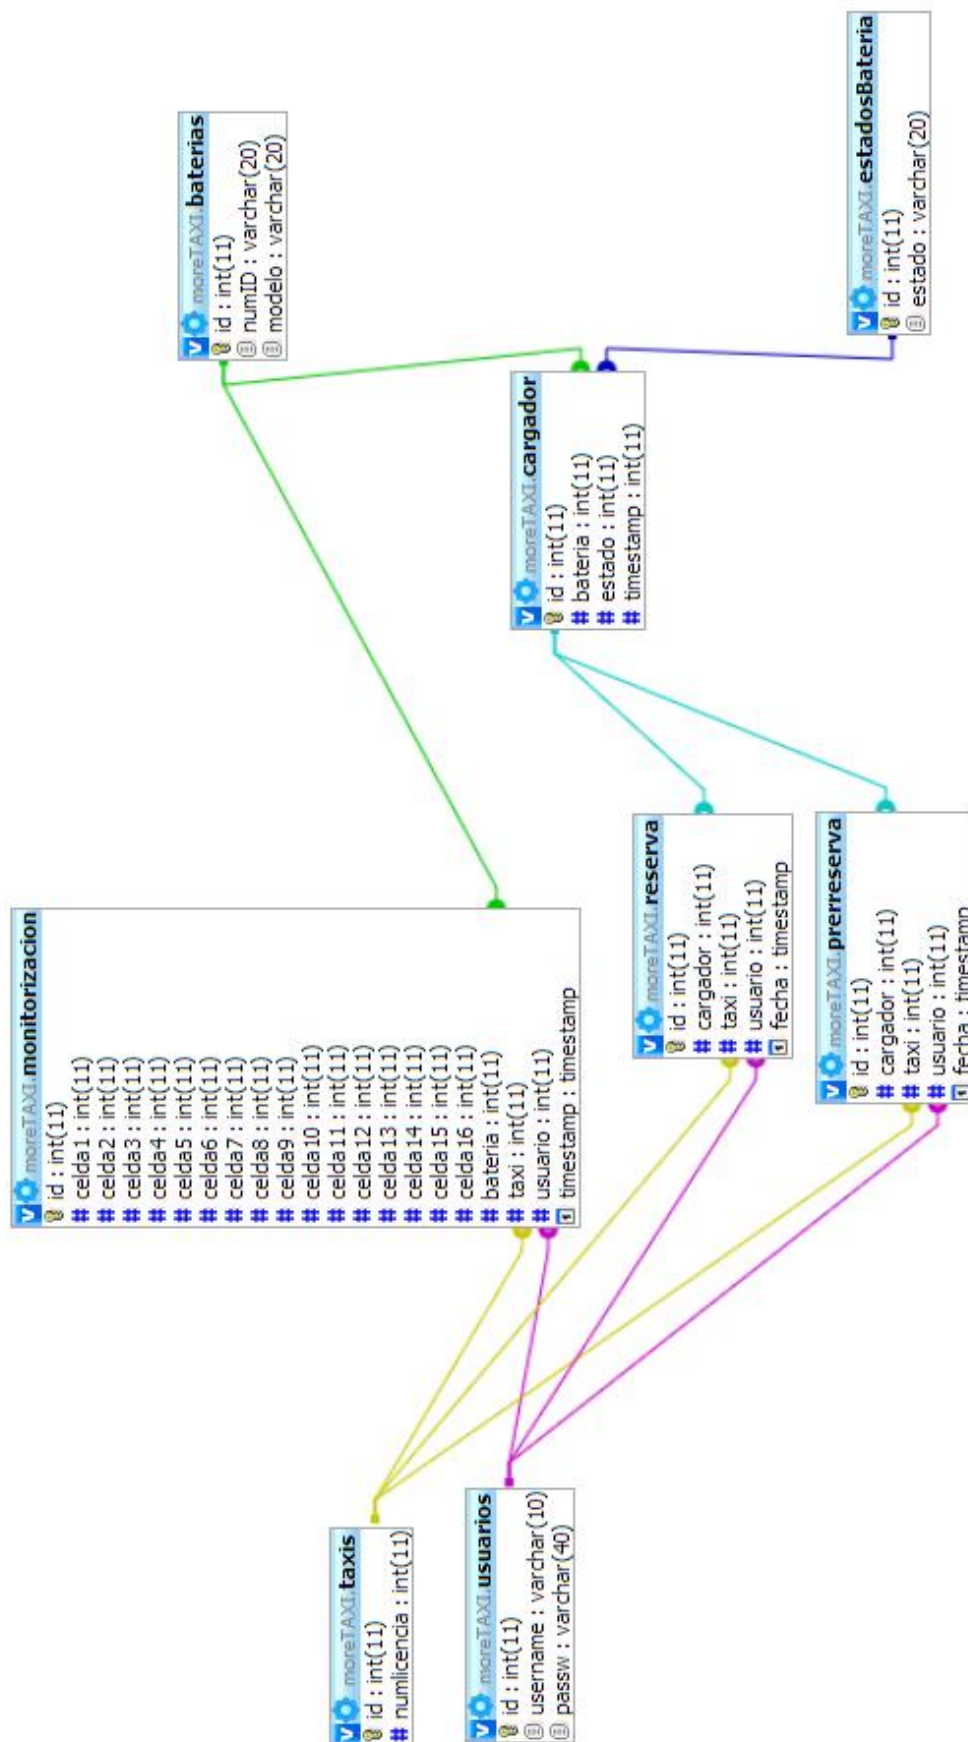 moreTAXI.taxis
id : int(11)
numlicencia : int(11)
moreTAXI.usuarios
id : int(11)
username : varchar(10)
passw : varchar(40)
moreTAXI.monitorizacion
id : int(11)
celda1 : int(11)
celda2 : int(11)
celda3 : int(11)
celda4 : int(11)
celda5 : int(11)
celda6 : int(11)
celda7 : int(11)
celda8 : int(11)
celda9 : int(11)
celda10 : int(11)
celda11 : int(11)
celda12 : int(11)
celda13 : int(11)
celda14 : int(11)
celda15 : int(11)
celda16 : int(11)
bateria : int(11)
taxi : int(11)
usuario : int(11)
timestamp : timestamp
moreTAXI.reserva
id : int(11)
cargador : int(11)
taxi : int(11)
usuario : int(11)
fecha : timestamp
moreTAXI.prerreserva
id : int(11)
cargador : int(11)
taxi : int(11)
usuario : int(11)
fecha : timestamp
moreTAXI.baterias
id : int(11)
numID : varchar(20)
modelo : varchar(20)
moreTAXI.cargador
id : int(11)
bateria : int(11)
estado : int(11)
timestamp : int(11)
moreTAXI.estadosBateria
id : int(11)
estado : varchar(20)